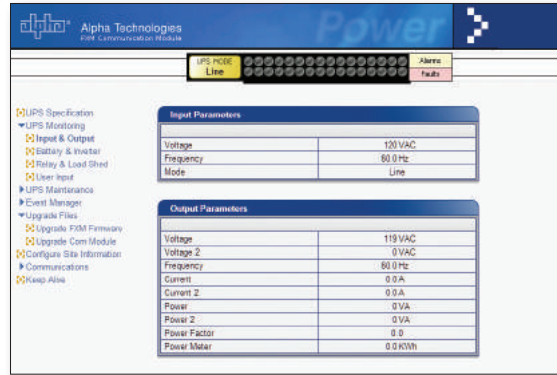 alpha® Alpha Technologies Power
FXM Communication Module
UPS MODE Alarms
Line Faults
UPS Specification
UPS Monitoring
Input & Output
Battery & Inverter
Relay & Load Shed
User Input
UPS Maintenance
Event Manager
Upgrade Files
Upgrade FXM Firmware
Upgrade Com Module
Configure Site Information
Communications
Keep Alive
Input Parameters
Voltage 120 VAC
Frequency 60.0 Hz
Mode Line
Output Parameters
Voltage 119 VAC
Voltage 2 0 VAC
Frequency 60.0 Hz
Current 0.0 A
Current 2 0.0 A
Power 0 VA
Power 2 0 VA
Power Factor 0.0
Power Meter 0.0 KWh